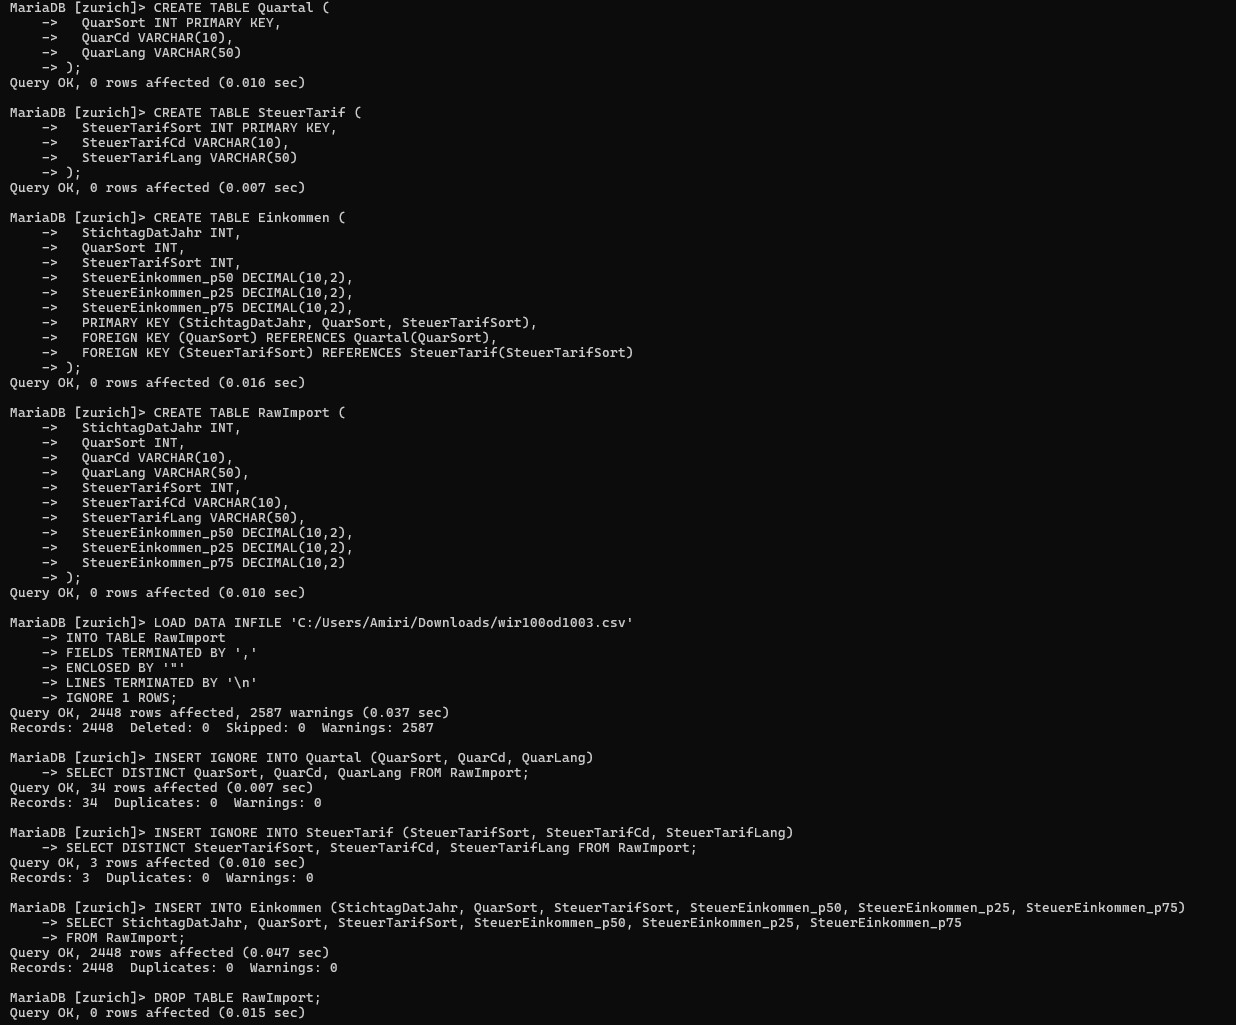 MariaDB [zurich]> CREATE TABLE Quartal (
    ->   QuarSort INT PRIMARY KEY,
    ->   QuarCd VARCHAR(10),
    ->   QuarLang VARCHAR(50)
    -> );
Query OK, 0 rows affected (0.010 sec)

MariaDB [zurich]> CREATE TABLE SteuerTarif (
    ->   SteuerTarifSort INT PRIMARY KEY,
    ->   SteuerTarifCd VARCHAR(10),
    ->   SteuerTarifLang VARCHAR(50)
    -> );
Query OK, 0 rows affected (0.007 sec)

MariaDB [zurich]> CREATE TABLE Einkommen (
    ->   StichtagDatJahr INT,
    ->   QuarSort INT,
    ->   SteuerTarifSort INT,
    ->   SteuerEinkommen_p50 DECIMAL(10,2),
    ->   SteuerEinkommen_p25 DECIMAL(10,2),
    ->   SteuerEinkommen_p75 DECIMAL(10,2),
    ->   PRIMARY KEY (StichtagDatJahr, QuarSort, SteuerTarifSort),
    ->   FOREIGN KEY (QuarSort) REFERENCES Quartal(QuarSort),
    ->   FOREIGN KEY (SteuerTarifSort) REFERENCES SteuerTarif(SteuerTarifSort)
    -> );
Query OK, 0 rows affected (0.016 sec)

MariaDB [zurich]> CREATE TABLE RawImport (
    ->   StichtagDatJahr INT,
    ->   QuarSort INT,
    ->   QuarCd VARCHAR(10),
    ->   QuarLang VARCHAR(50),
    ->   SteuerTarifSort INT,
    ->   SteuerTarifCd VARCHAR(10),
    ->   SteuerTarifLang VARCHAR(50),
    ->   SteuerEinkommen_p50 DECIMAL(10,2),
    ->   SteuerEinkommen_p25 DECIMAL(10,2),
    ->   SteuerEinkommen_p75 DECIMAL(10,2)
    -> );
Query OK, 0 rows affected (0.010 sec)

MariaDB [zurich]> LOAD DATA INFILE 'C:/Users/Amiri/Downloads/wir100od1003.csv'
    -> INTO TABLE RawImport
    -> FIELDS TERMINATED BY ','
    -> ENCLOSED BY '"'
    -> LINES TERMINATED BY '\n'
    -> IGNORE 1 ROWS;
Query OK, 2448 rows affected, 2587 warnings (0.037 sec)
Records: 2448  Deleted: 0  Skipped: 0  Warnings: 2587

MariaDB [zurich]> INSERT IGNORE INTO Quartal (QuarSort, QuarCd, QuarLang)
    -> SELECT DISTINCT QuarSort, QuarCd, QuarLang FROM RawImport;
Query OK, 34 rows affected (0.007 sec)
Records: 34  Duplicates: 0  Warnings: 0

MariaDB [zurich]> INSERT IGNORE INTO SteuerTarif (SteuerTarifSort, SteuerTarifCd, SteuerTarifLang)
    -> SELECT DISTINCT SteuerTarifSort, SteuerTarifCd, SteuerTarifLang FROM RawImport;
Query OK, 3 rows affected (0.010 sec)
Records: 3  Duplicates: 0  Warnings: 0

MariaDB [zurich]> INSERT INTO Einkommen (StichtagDatJahr, QuarSort, SteuerTarifSort, SteuerEinkommen_p50, SteuerEinkommen_p25, SteuerEinkommen_p75)
    -> SELECT StichtagDatJahr, QuarSort, SteuerTarifSort, SteuerEinkommen_p50, SteuerEinkommen_p25, SteuerEinkommen_p75
    -> FROM RawImport;
Query OK, 2448 rows affected (0.047 sec)
Records: 2448  Duplicates: 0  Warnings: 0

MariaDB [zurich]> DROP TABLE RawImport;
Query OK, 0 rows affected (0.015 sec)